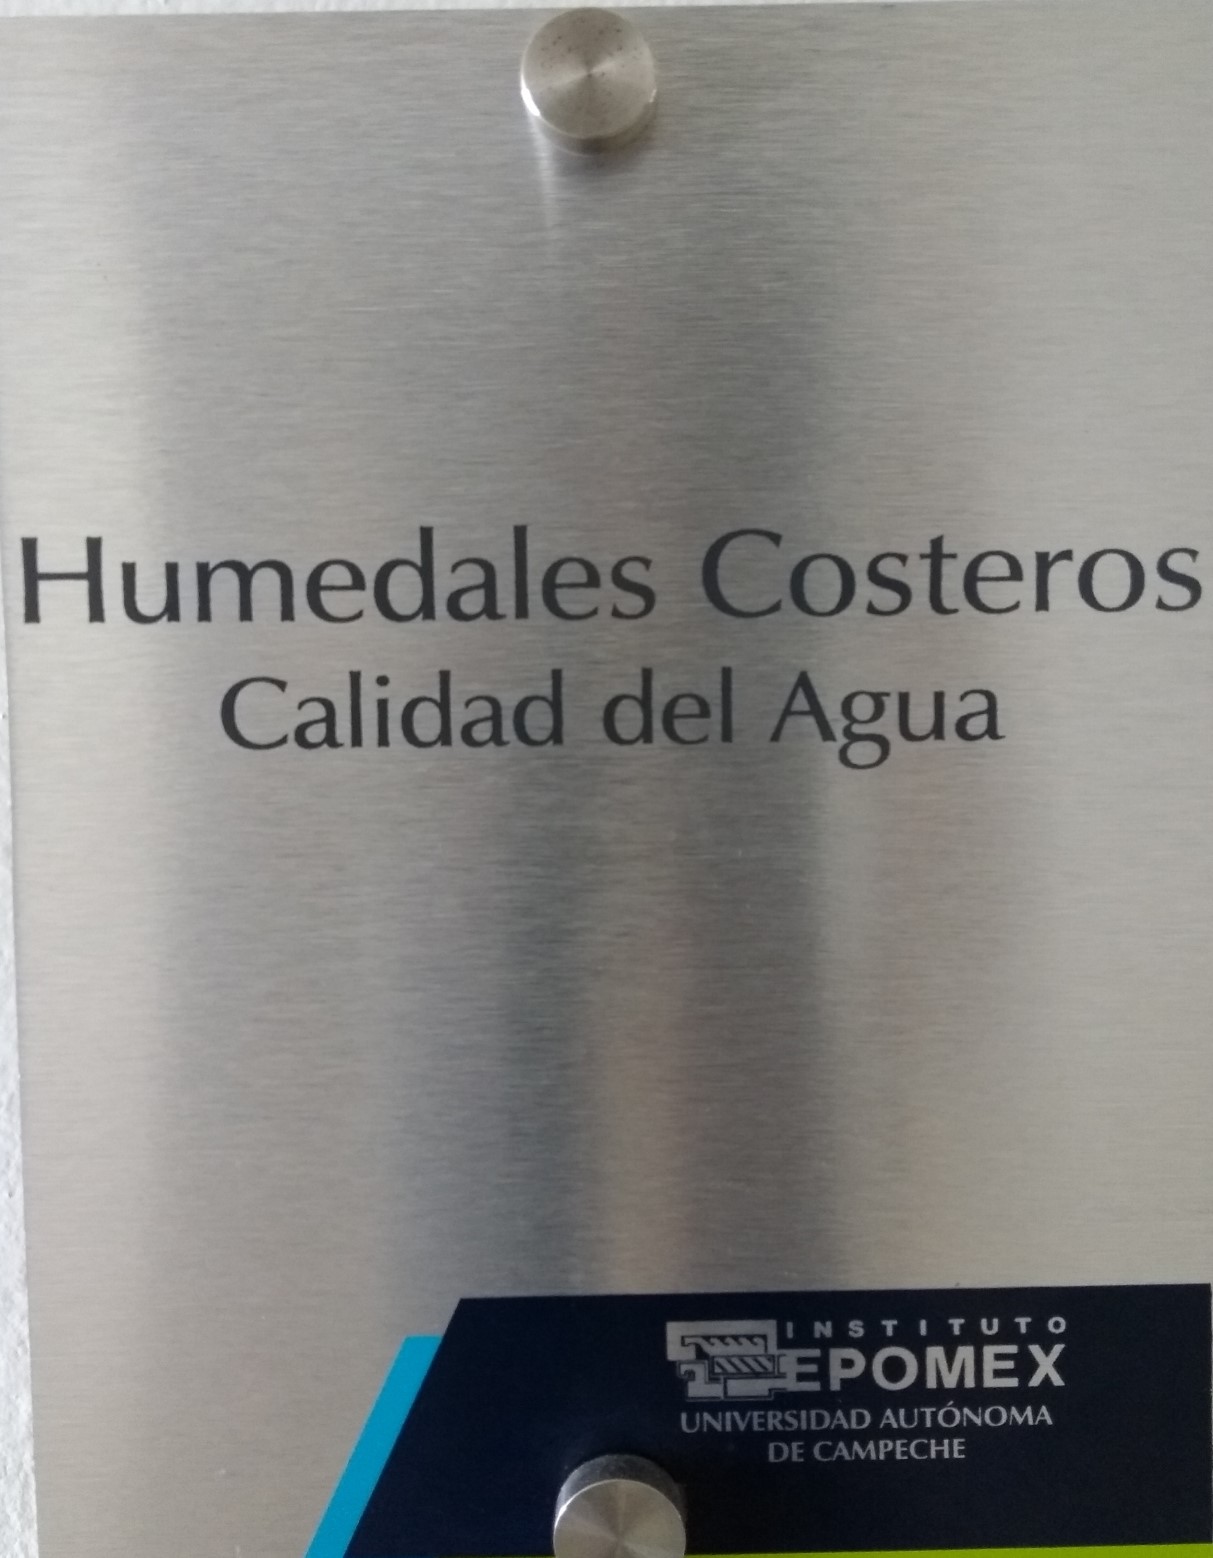 Humedales Costeros
Calidad del Agua
INSTITUTO
EPOMEX
UNIVERSIDAD AUTÓNOMA
DE CAMPECHE